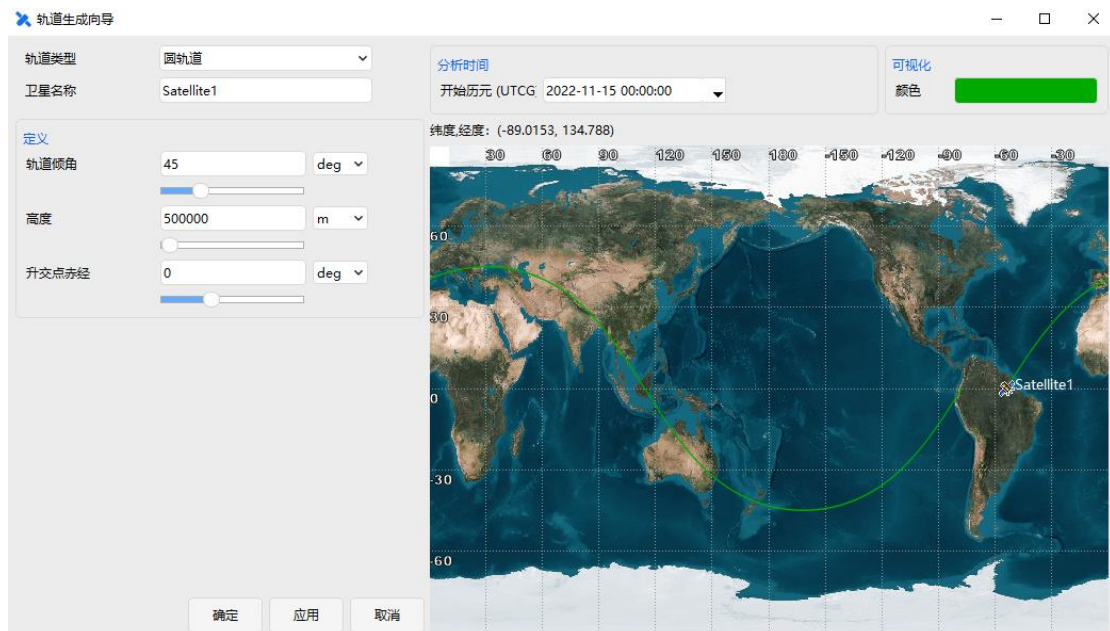 轨道生成向导
轨道类型 圆轨道
卫星名称 Satellite1
定义
轨道倾角 45 deg
高度 500000 m
升交点赤经 0 deg
确定 应用 取消
分析时间
开始历元 (UTCG 2022-11-15 00:00:00
可视化
颜色
纬度,经度: (-89.0153, 134.788)
30 60 90 120 150 180 -150 -120 -90 -60 -30
60
30
0
Satellite1
-30
-60